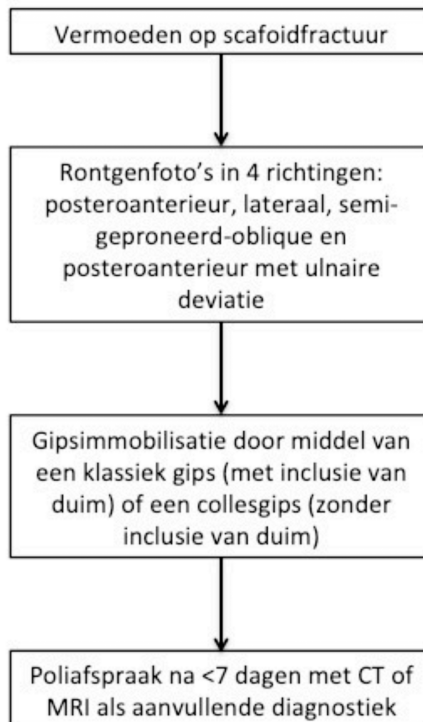 Vermoeden op scafoidfractuur
Rontgenfoto's in 4 richtingen:
posteroanterieur, lateraal, semi-
geproneerd-oblique en
posteroanterieur met ulnaire
deviatie
Gipsimmobilisatie door middel van
een klassiek gips (met inclusie van
duim) of een collesgips (zonder
inclusie van duim)
Poliafspraak na <7 dagen met CT of
MRI als aanvullende diagnostiek